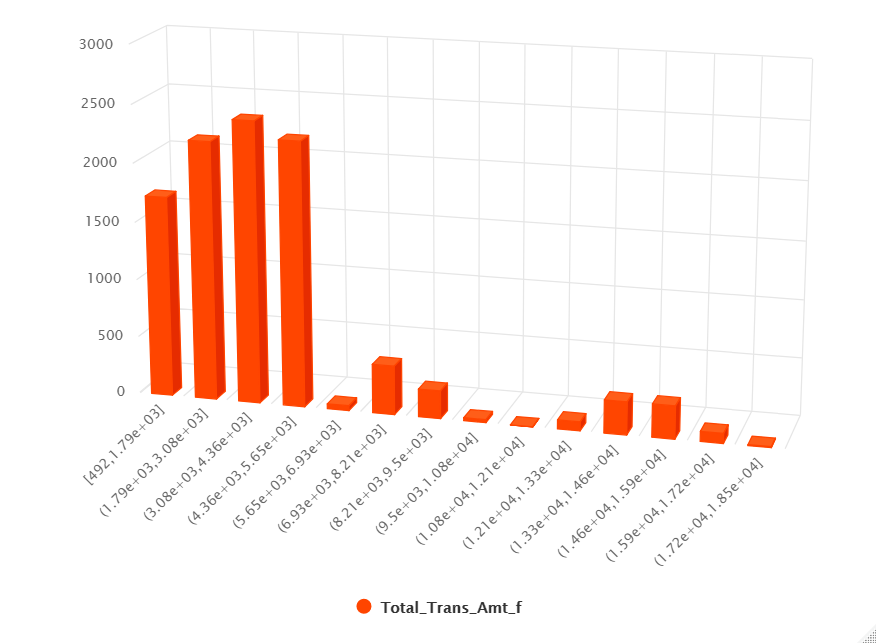 3000
2500
2000
1500
1000
500
0
[492,1.79e+03]
(1.79e+03,3.08e+03]
(3.08e+03,4.36e+03]
(4.36e+03,5.65e+03]
(5.65e+03,6.93e+03]
(6.93e+03,8.21e+03]
(8.21e+03,9.5e+03]
(9.5e+03,1.08e+04]
(1.08e+04,1.21e+04]
(1.21e+04,1.33e+04]
(1.33e+04,1.46e+04]
(1.46e+04,1.59e+04]
(1.59e+04,1.72e+04]
(1.72e+04,1.85e+04]
Total_Trans_Amt_f